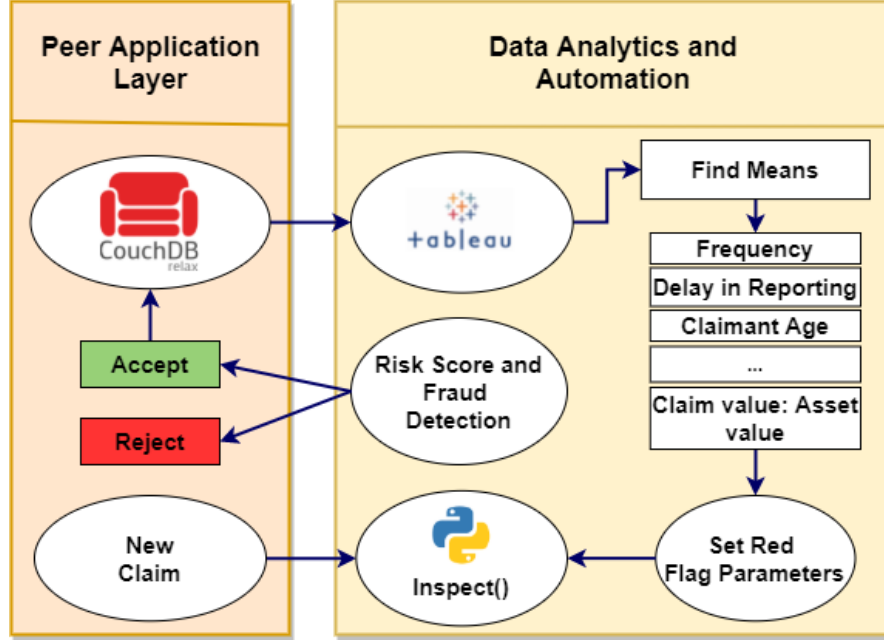 Peer Application
Layer
Data Analytics and
Automation
CouchDB
relax
+ableau
Find Means
Frequency
Delay in Reporting
Claimant Age
...
Claim value: Asset
value
Accept
Reject
Risk Score and
Fraud
Detection
New
Claim
Inspect()
Set Red
Flag Parameters